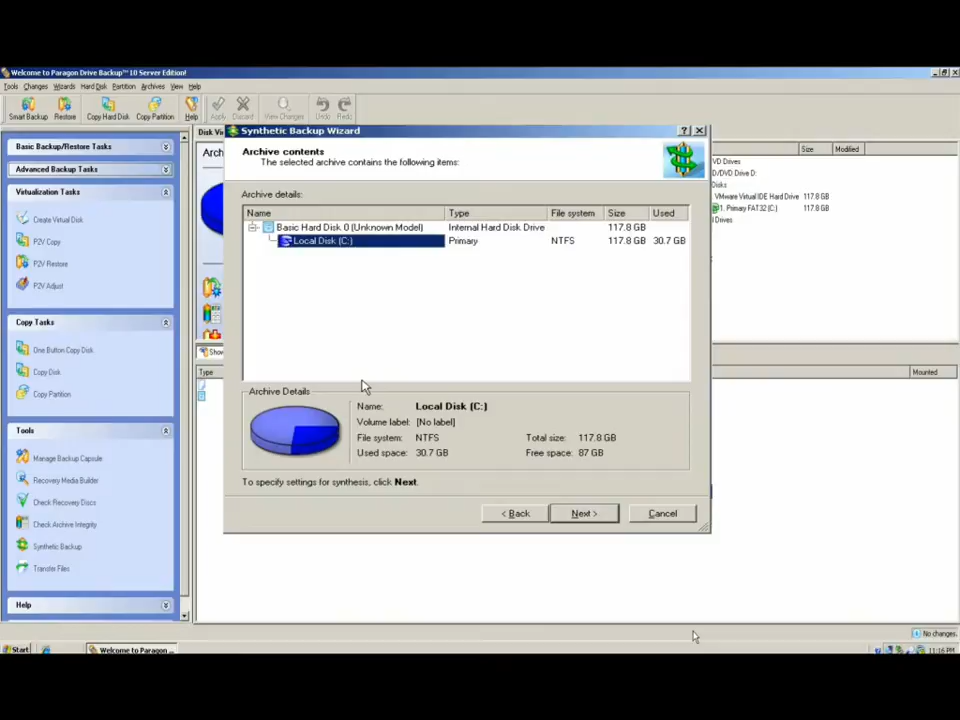 Welcome to Paragon Drive Backup™ 10 Server Edition!
Tools Changes Wizards Hard Disk Partition Archives View Help
Smart Backup Restore Copy Hard Disk Copy Partition Help Apply Discard View Changes Undo Redo
Basic Backup/Restore Tasks
Advanced Backup Tasks
Virtualization Tasks
Create Virtual Disk
P2V Copy
P2V Restore
P2V Adjust
Copy Tasks
One Button Copy Disk
Copy Disk
Copy Partition
Tools
Manage Backup Capsule
Recovery Media Builder
Check Recovery Discs
Check Archive Integrity
Synthetic Backup
Transfer Files
Help
Disk Vi
Arch
Show
Type
Synthetic Backup Wizard
Archive contents
The selected archive contains the following items:
Archive details:
Name Type File system Size Used
Basic Hard Disk 0 (Unknown Model) Internal Hard Disk Drive 117.8 GB
Local Disk (C:) Primary NTFS 117.8 GB 30.7 GB
Archive Details
Name: Local Disk (C:)
Volume label: [No label]
File system: NTFS Total size: 117.8 GB
Used space: 30.7 GB Free space: 87 GB
To specify settings for synthesis, click Next.
< Back Next > Cancel
Size Modified
VD Drives
D/DVD Drive D:
Disks
VMware Virtual IDE Hard Drive 117.8 GB
1. Primary FAT32 (C:) 117.8 GB
l Drives
Mounted
No changes.
Start Welcome to Paragon ... 11:16 PM